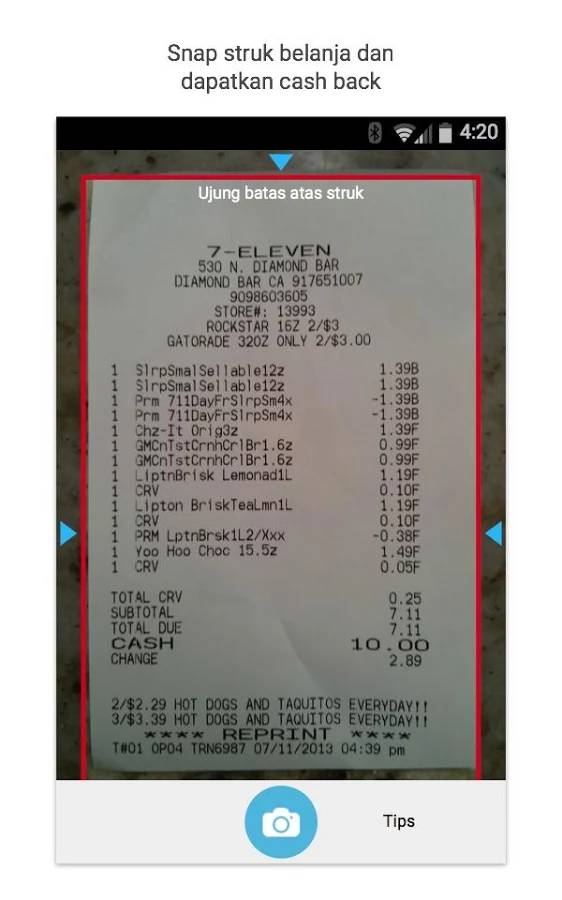 Snap struk belanja dan
dapatkan cash back
4:20
Ujung batas atas struk
7-ELEVEN
530 N. DIAMOND BAR
DIAMOND BAR CA 917651007
9098603605
STORE#: 13993
ROCKSTAR 16Z 2/$3
GATORADE 32OZ ONLY 2/$3.00
1 SlrpSmalSellable12z 1.39B
1 SlrpSmalSellable12z 1.39B
1 Prm 711DayFrSlrpSm4x -1.39B
1 Prm 711DayFrSlrpSm4x -1.39B
1 Chz-It Orig3z 1.39F
1 GMCnTstCrnhCrlBr1.6z 0.99F
1 GMCnTstCrnhCrlBr1.6z 0.99F
1 LiptnBrisk Lemonad1L 1.19F
1 CRV 0.10F
1 Lipton BriskTeaLmn1L 1.19F
1 CRV 0.10F
1 PRM LptnBrsk1L2/Xxx -0.38F
1 Yoo Hoo Choc 15.5z 1.49F
1 CRV 0.05F
TOTAL CRV 0.25
SUBTOTAL 7.11
TOTAL DUE 7.11
CASH 10.00
CHANGE 2.89
2/$2.29 HOT DOGS AND TAQUITOS EVERYDAY!!
3/$3.39 HOT DOGS AND TAQUITOS EVERYDAY!!
**** REPRINT ****
T#01 OP04 TRN6987 07/11/2013 04:39 pm
Tips